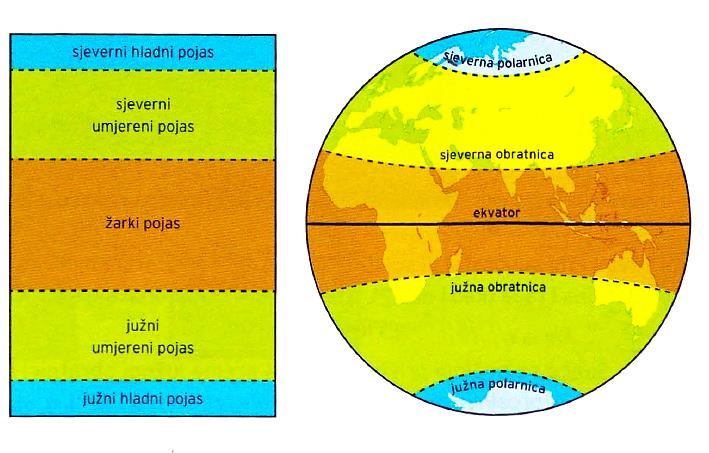 sjeverni hladni pojas
sjeverni
umjereni pojas
žarki pojas
južni
umjereni pojas
južni hladni pojas
sjeverna polarnica
sjeverna obratnica
ekvator
južna obratnica
južna polarnica